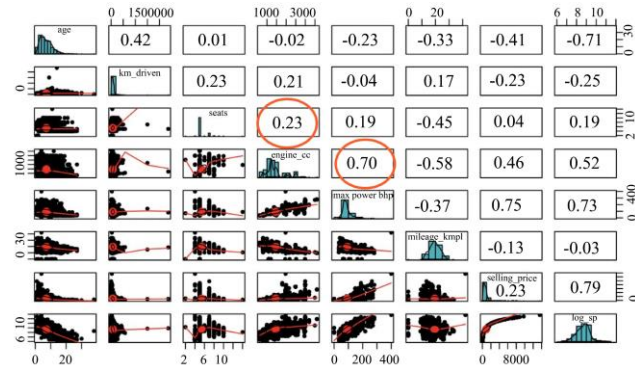 0 1500000 1000 3000 0 20 6 8 10
age 0.42 0.01 -0.02 -0.23 -0.33 -0.41 -0.71 0 30
0 km_driven 0.23 0.21 -0.04 0.17 -0.23 -0.25
seats 0.23 0.19 -0.45 0.04 0.19 2 10
1000 engine_cc 0.70 -0.58 0.46 0.52
max power bhp -0.37 0.75 0.73 0 400
0 30 mileage_kmpl -0.13 -0.03
selling_price 0.23 0.79 0
6 10 log_sp
0 20 2 6 10 0 200 400 0 8000